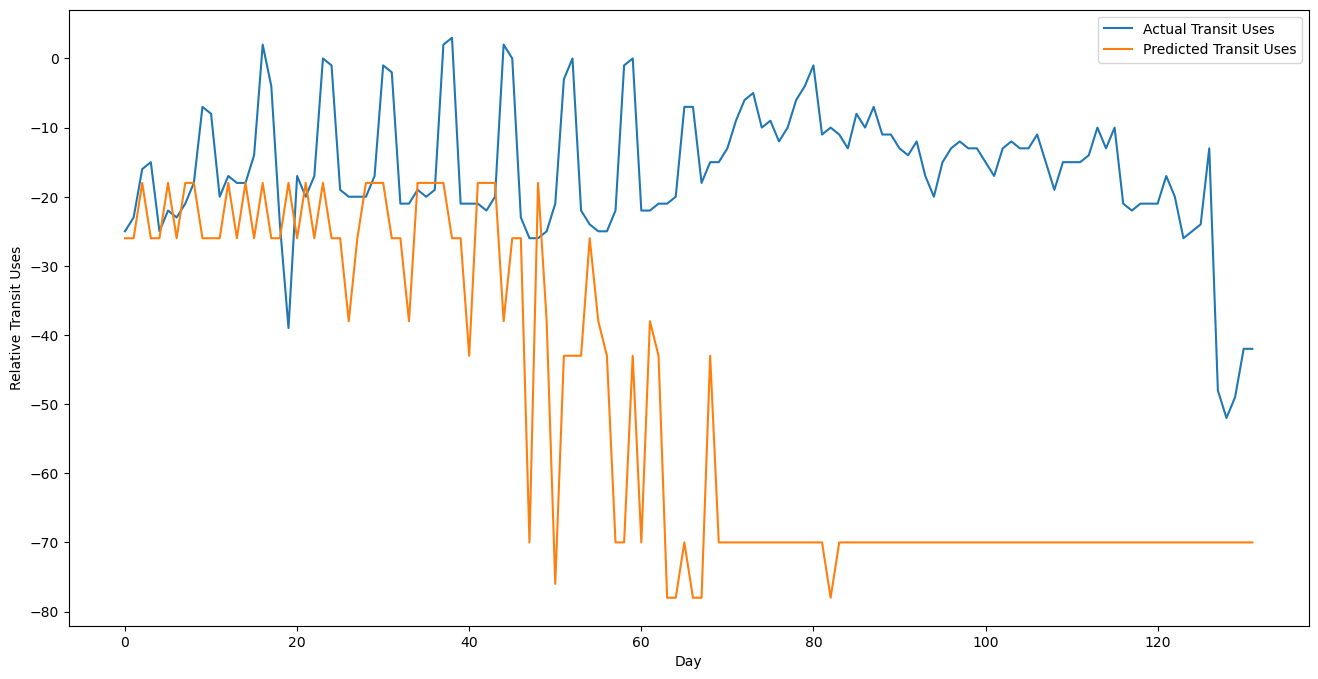 Actual Transit Uses
Predicted Transit Uses
Relative Transit Uses
0
−10
−20
−30
−40
−50
−60
−70
−80
0 20 40 60 80 100 120
Day